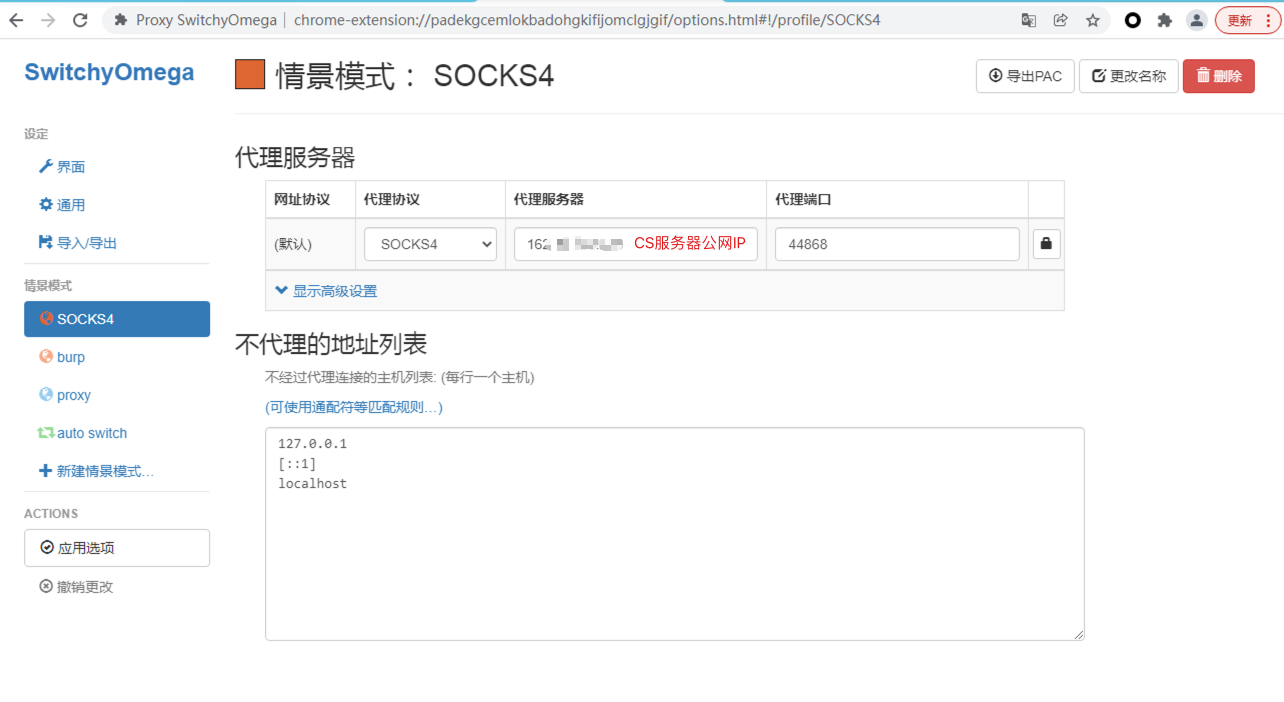 Proxy SwitchyOmega | chrome-extension://padekgcemlokbadohgkifijomclgjgif/options.html#!/profile/SOCKS4
更新
SwitchyOmega
情景模式： SOCKS4
导出PAC
更改名称
删除
设定
界面
通用
导入/导出
情景模式
SOCKS4
burp
proxy
auto switch
新建情景模式…
ACTIONS
应用选项
撤销更改
代理服务器
网址协议 代理协议 代理服务器 代理端口
(默认) SOCKS4 162 CS服务器公网IP 44868
显示高级设置
不代理的地址列表
不经过代理连接的主机列表: (每行一个主机)
(可使用通配符等匹配规则…)
127.0.0.1
[::1]
localhost